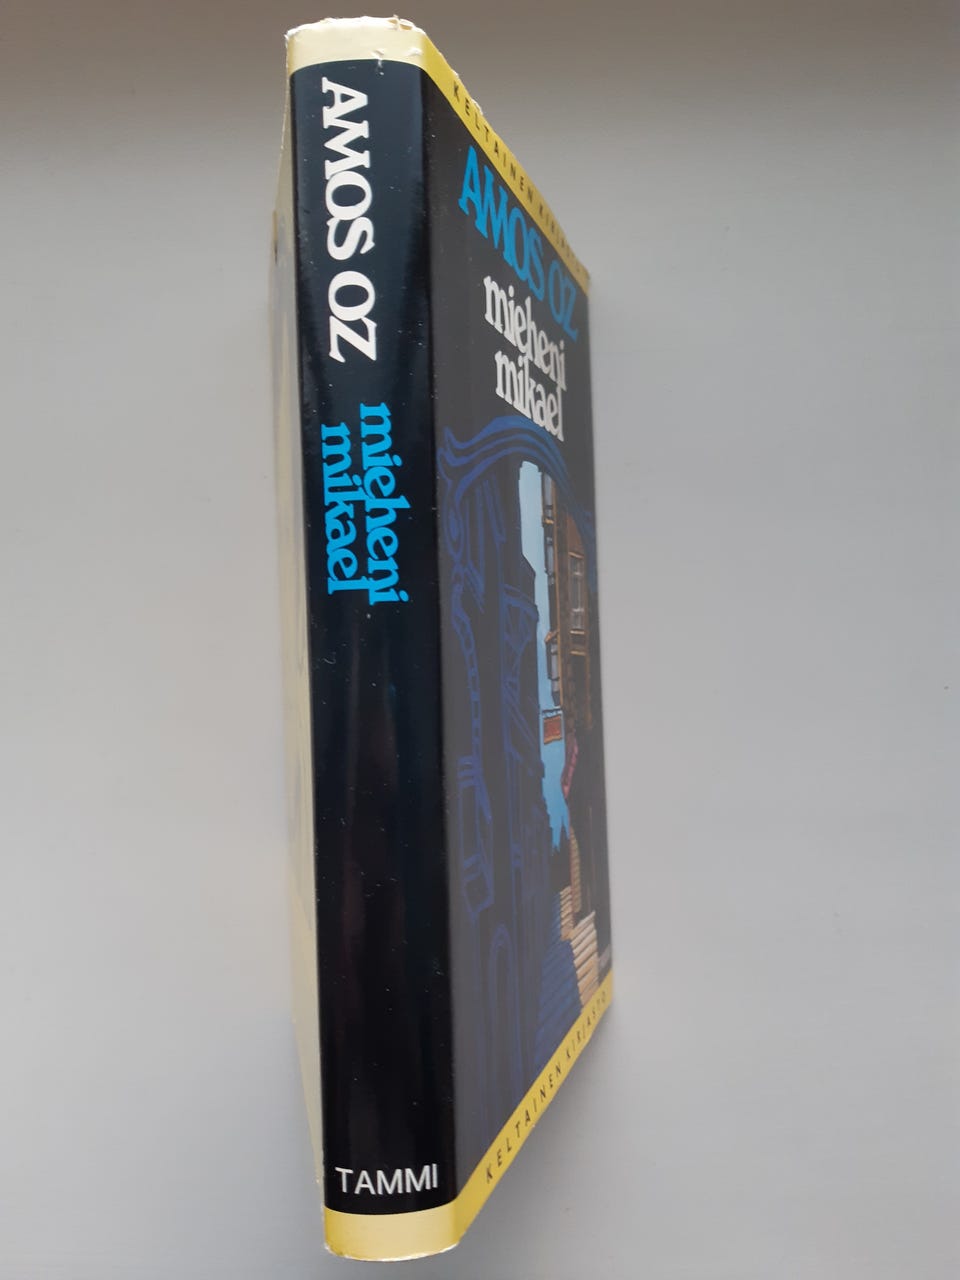 AMOS OZ
mieheni
mikael
TAMMI
KELTAINEN KIRJASTO
AMOS OZ
mieheni
mikael
KELTAINEN KIRJASTO